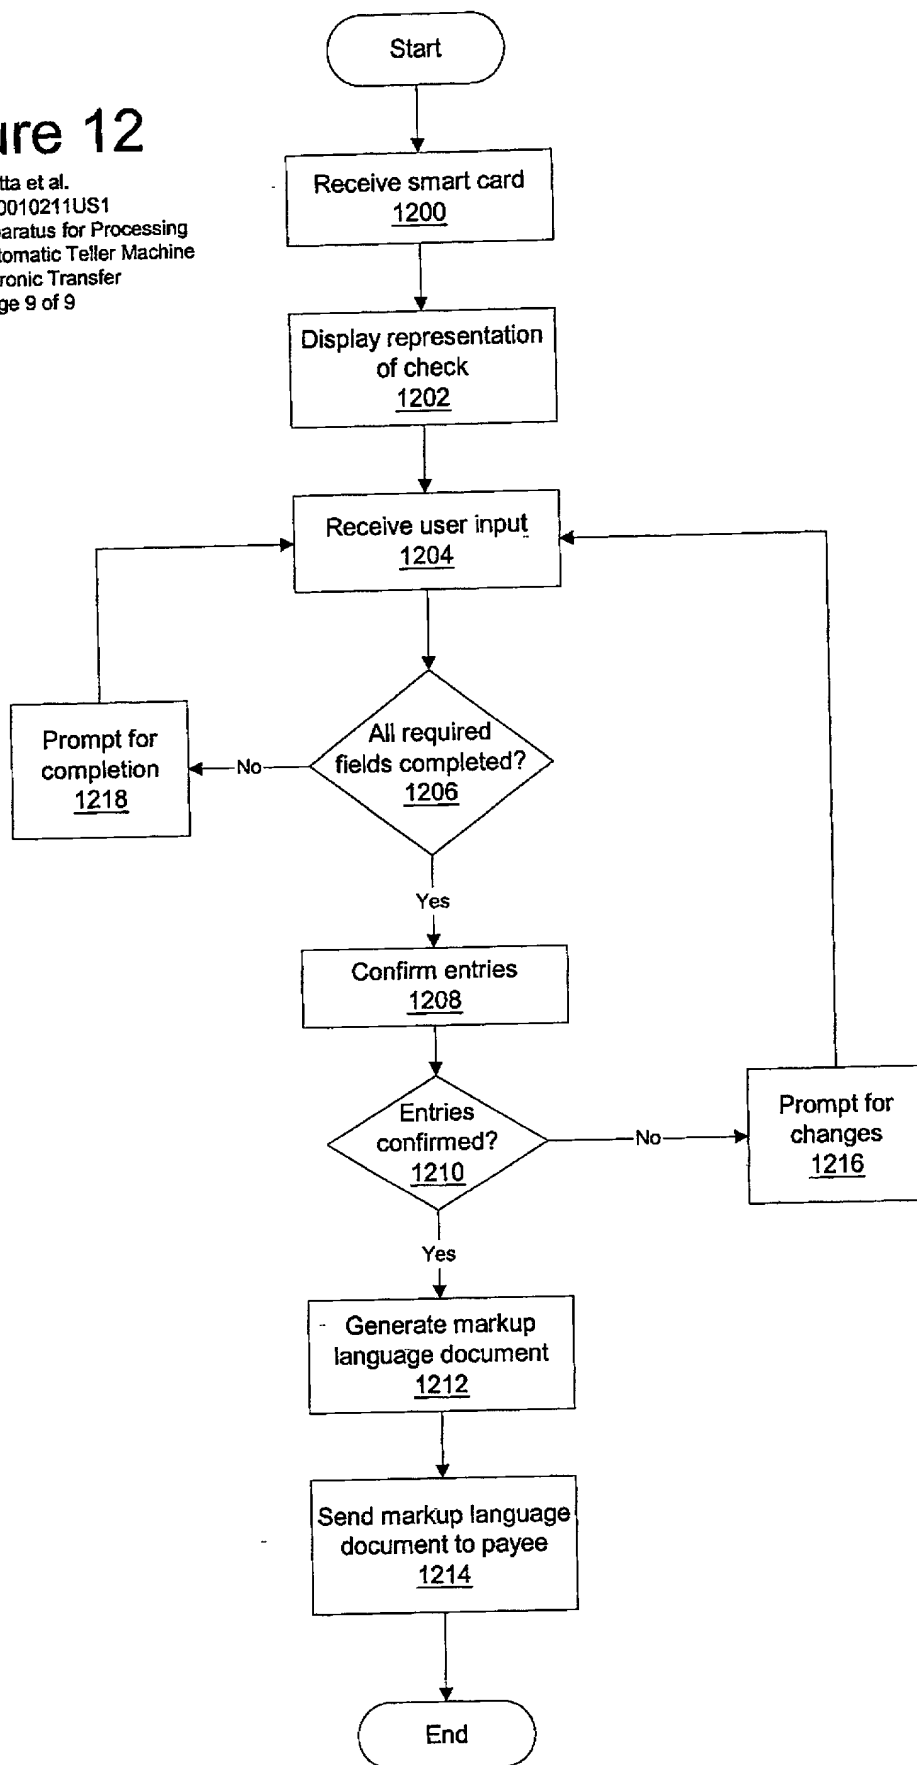 Start
ure 12
tta et al.
0010211US1
paratus for Processing
tomatic Teller Machine
ronic Transfer
ge 9 of 9
Receive smart card
1200
Display representation
of check
1202
Receive user input
1204
All required
fields completed?
1206
No
Prompt for
completion
1218
Yes
Confirm entries
1208
Entries
confirmed?
1210
No
Prompt for
changes
1216
Yes
Generate markup
language document
1212
Send markup language
document to payee
1214
End